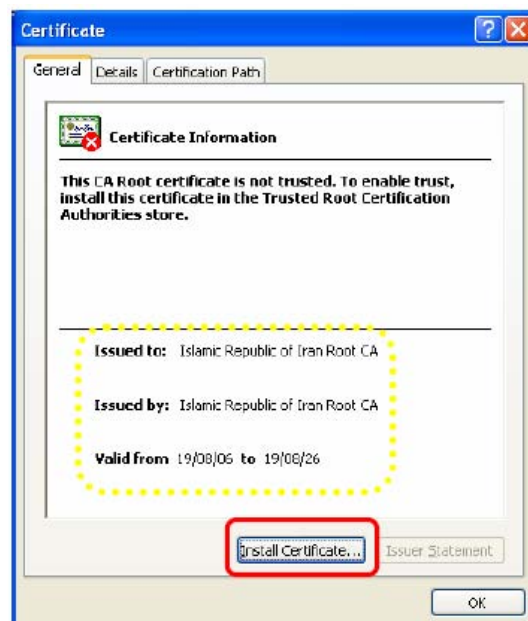 Certificate
General Details Certification Path
Certificate Information
This CA Root certificate is not trusted. To enable trust,
install this certificate in the Trusted Root Certification
Authorities store.
Issued to: Islamic Republic of Iran Root CA
Issued by: Islamic Republic of Iran Root CA
Valid from 19/08/06 to 19/08/26
Install Certificate... Issuer Statement
OK